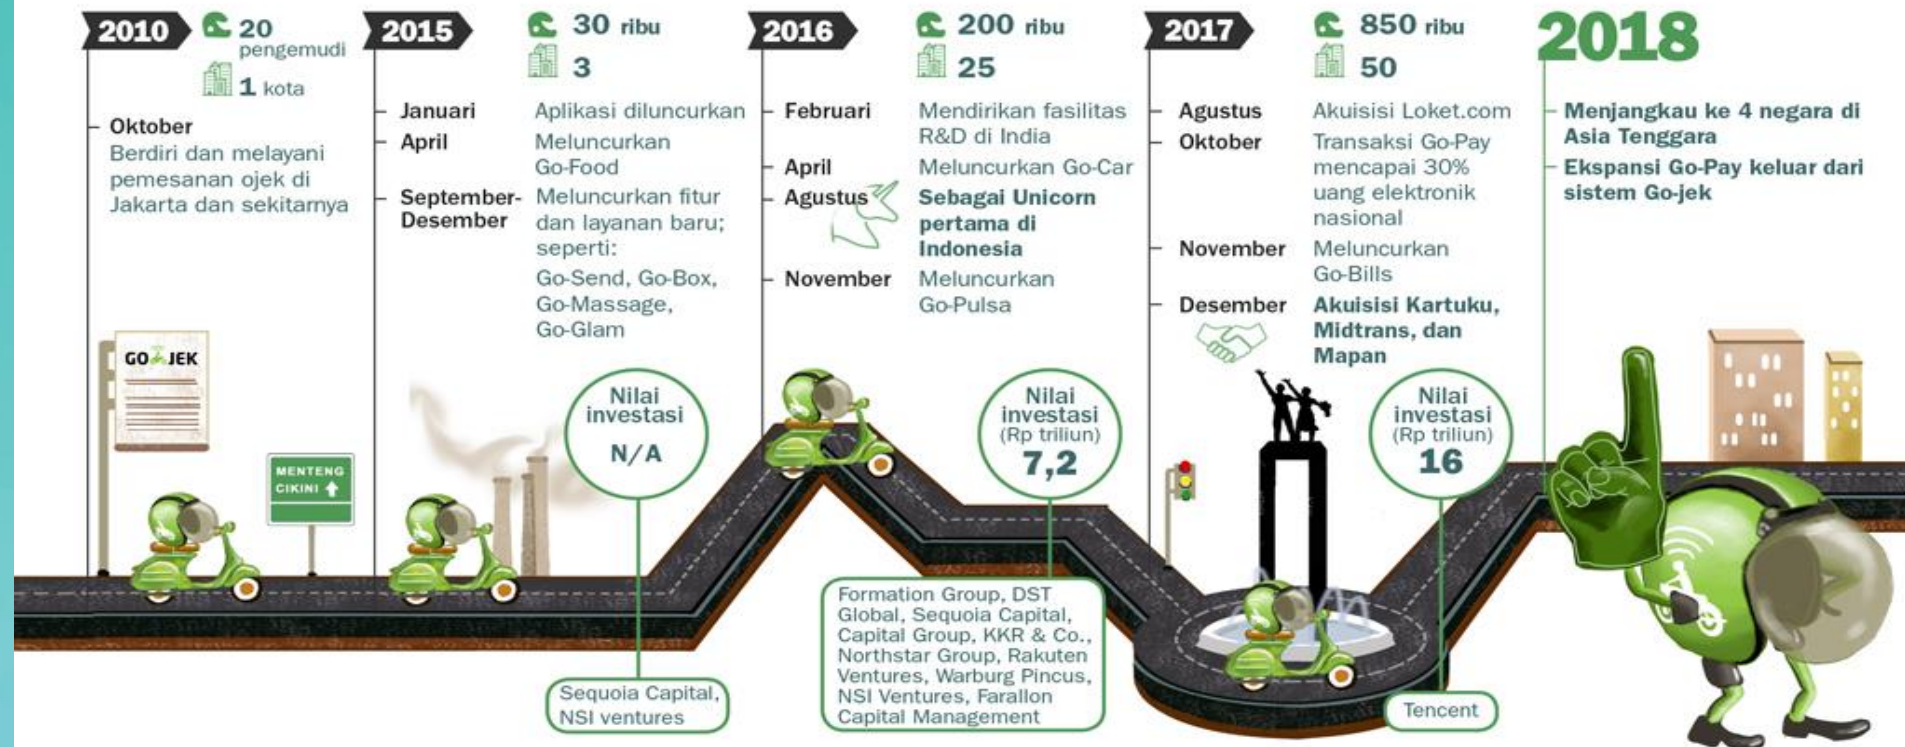 2010
20
pengemudi
1 kota
Oktober
Berdiri dan melayani
pemesanan ojek di
Jakarta dan sekitarnya
GO JEK
MENTENG
CIKINI
2015
30 ribu
3
Januari
Aplikasi diluncurkan
April
Meluncurkan
Go-Food
September-
Desember
Meluncurkan fitur
dan layanan baru;
seperti:
Go-Send, Go-Box,
Go-Massage,
Go-Glam
Nilai
investasi
N/A
Sequoia Capital,
NSI ventures
2016
200 ribu
25
Februari
Mendirikan fasilitas
R&D di India
April
Meluncurkan Go-Car
Agustus
Sebagai Unicorn
pertama di
Indonesia
November
Meluncurkan
Go-Pulsa
Nilai
investasi
(Rp triliun)
7,2
Formation Group, DST
Global, Sequoia Capital,
Capital Group, KKR & Co.,
Northstar Group, Rakuten
Ventures, Warburg Pincus,
NSI Ventures, Farallon
Capital Management
2017
850 ribu
50
Agustus
Akuisisi Loket.com
Oktober
Transaksi Go-Pay
mencapai 30%
uang elektronik
nasional
November
Meluncurkan
Go-Bills
Desember
Akuisisi Kartuku,
Midtrans, dan
Mapan
Nilai
investasi
(Rp triliun)
16
Tencent
2018
Menjangkau ke 4 negara di
Asia Tenggara
Ekspansi Go-Pay keluar dari
sistem Go-jek